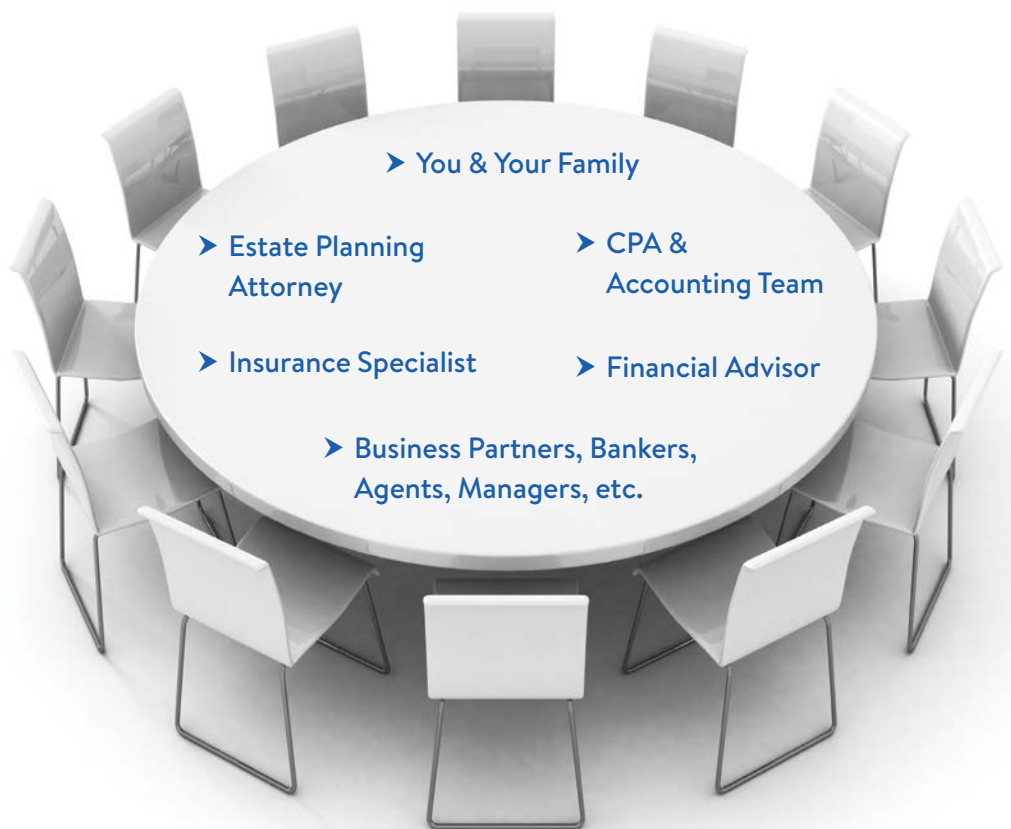 ➤ You & Your Family
➤ Estate Planning
Attorney
➤ CPA &
Accounting Team
➤ Insurance Specialist
➤ Financial Advisor
➤ Business Partners, Bankers,
Agents, Managers, etc.